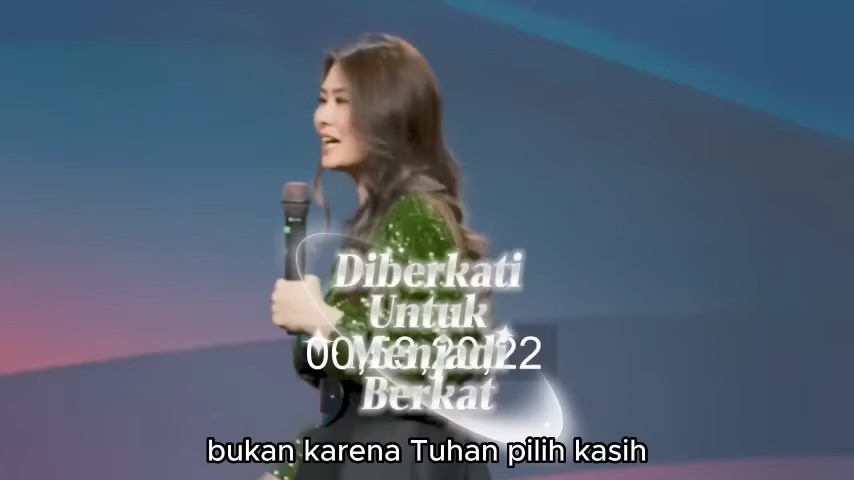 Diberkati
Untuk
Menjadi
Berkat
bukan karena Tuhan pilih kasih